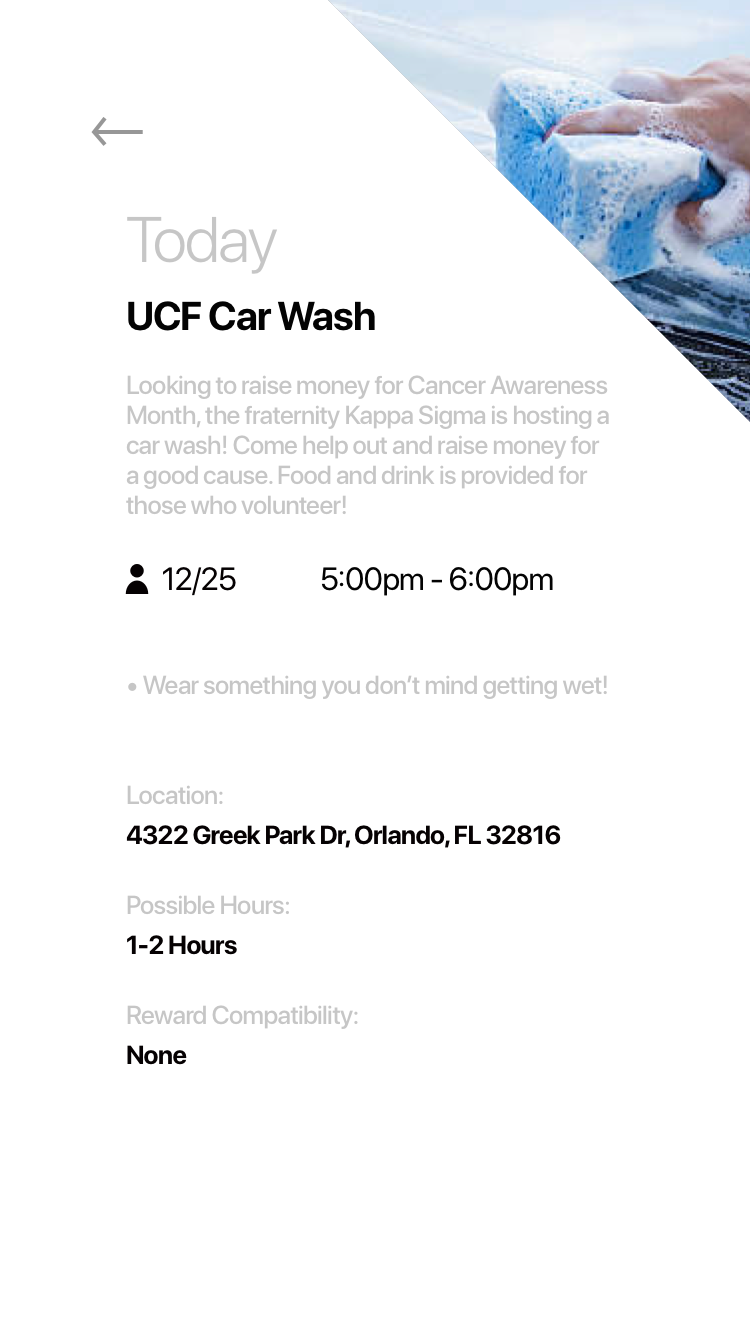 Today
UCF Car Wash
Looking to raise money for Cancer Awareness
Month, the fraternity Kappa Sigma is hosting a
car wash! Come help out and raise money for
a good cause. Food and drink is provided for
those who volunteer!
12/25 5:00pm - 6:00pm
• Wear something you don’t mind getting wet!
Location:
4322 Greek Park Dr, Orlando, FL 32816
Possible Hours:
1-2 Hours
Reward Compatibility:
None